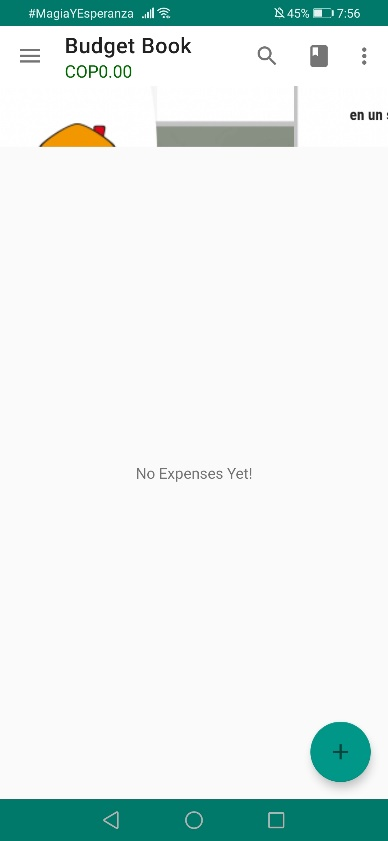 #MagiaYEsperanza 45% 7:56
Budget Book
COP0.00
en un
No Expenses Yet!